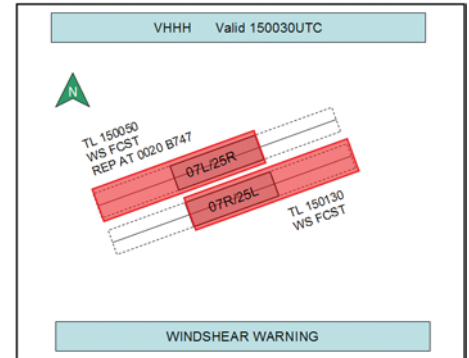 VHHH Valid 150030UTC
N
TL 150050
WS FCST
REP AT 0020 B747
07L/25R
07R/25L
TL 150130
WS FCST
WINDSHEAR WARNING